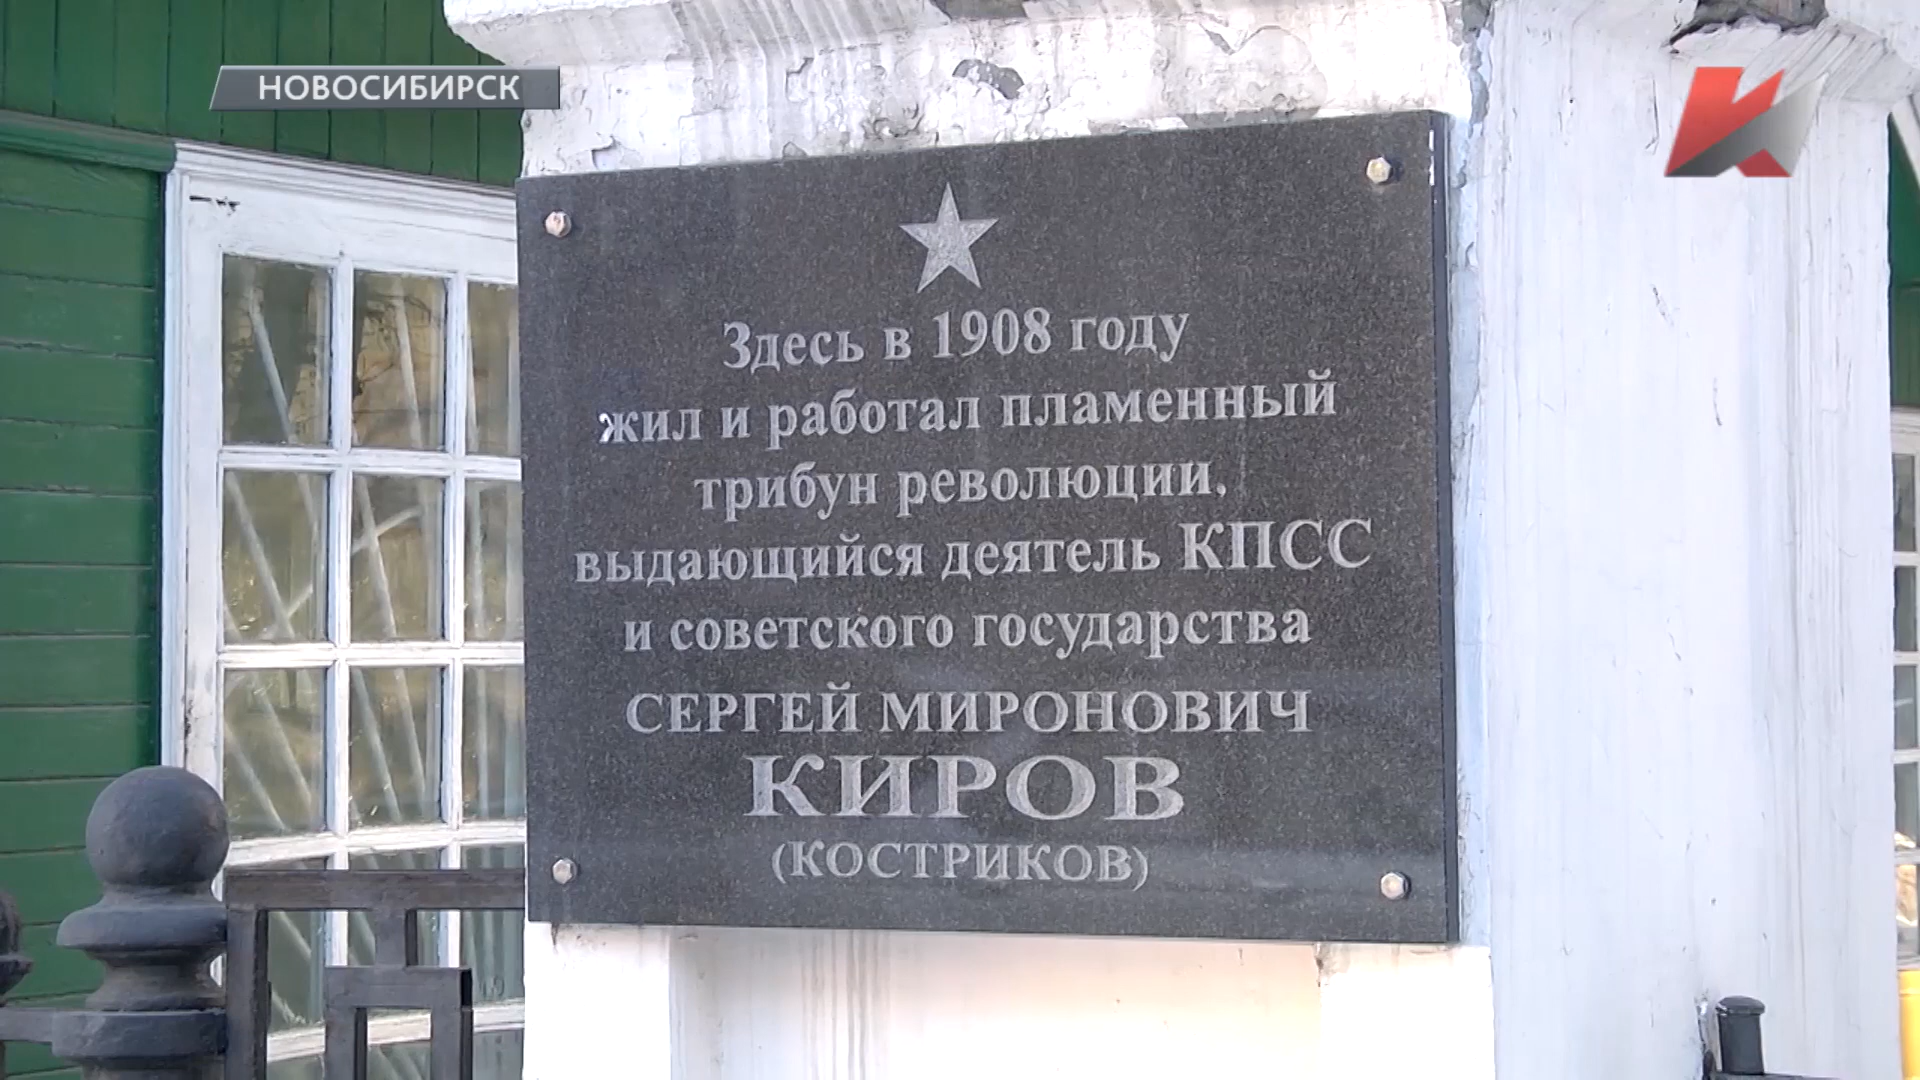 НОВОСИБИРСК
К
Здесь в 1908 году
жил и работал пламенный
трибун революции,
выдающийся деятель КПСС
и советского государства
СЕРГЕЙ МИРОНОВИЧ
КИРОВ
(КОСТРИКОВ)